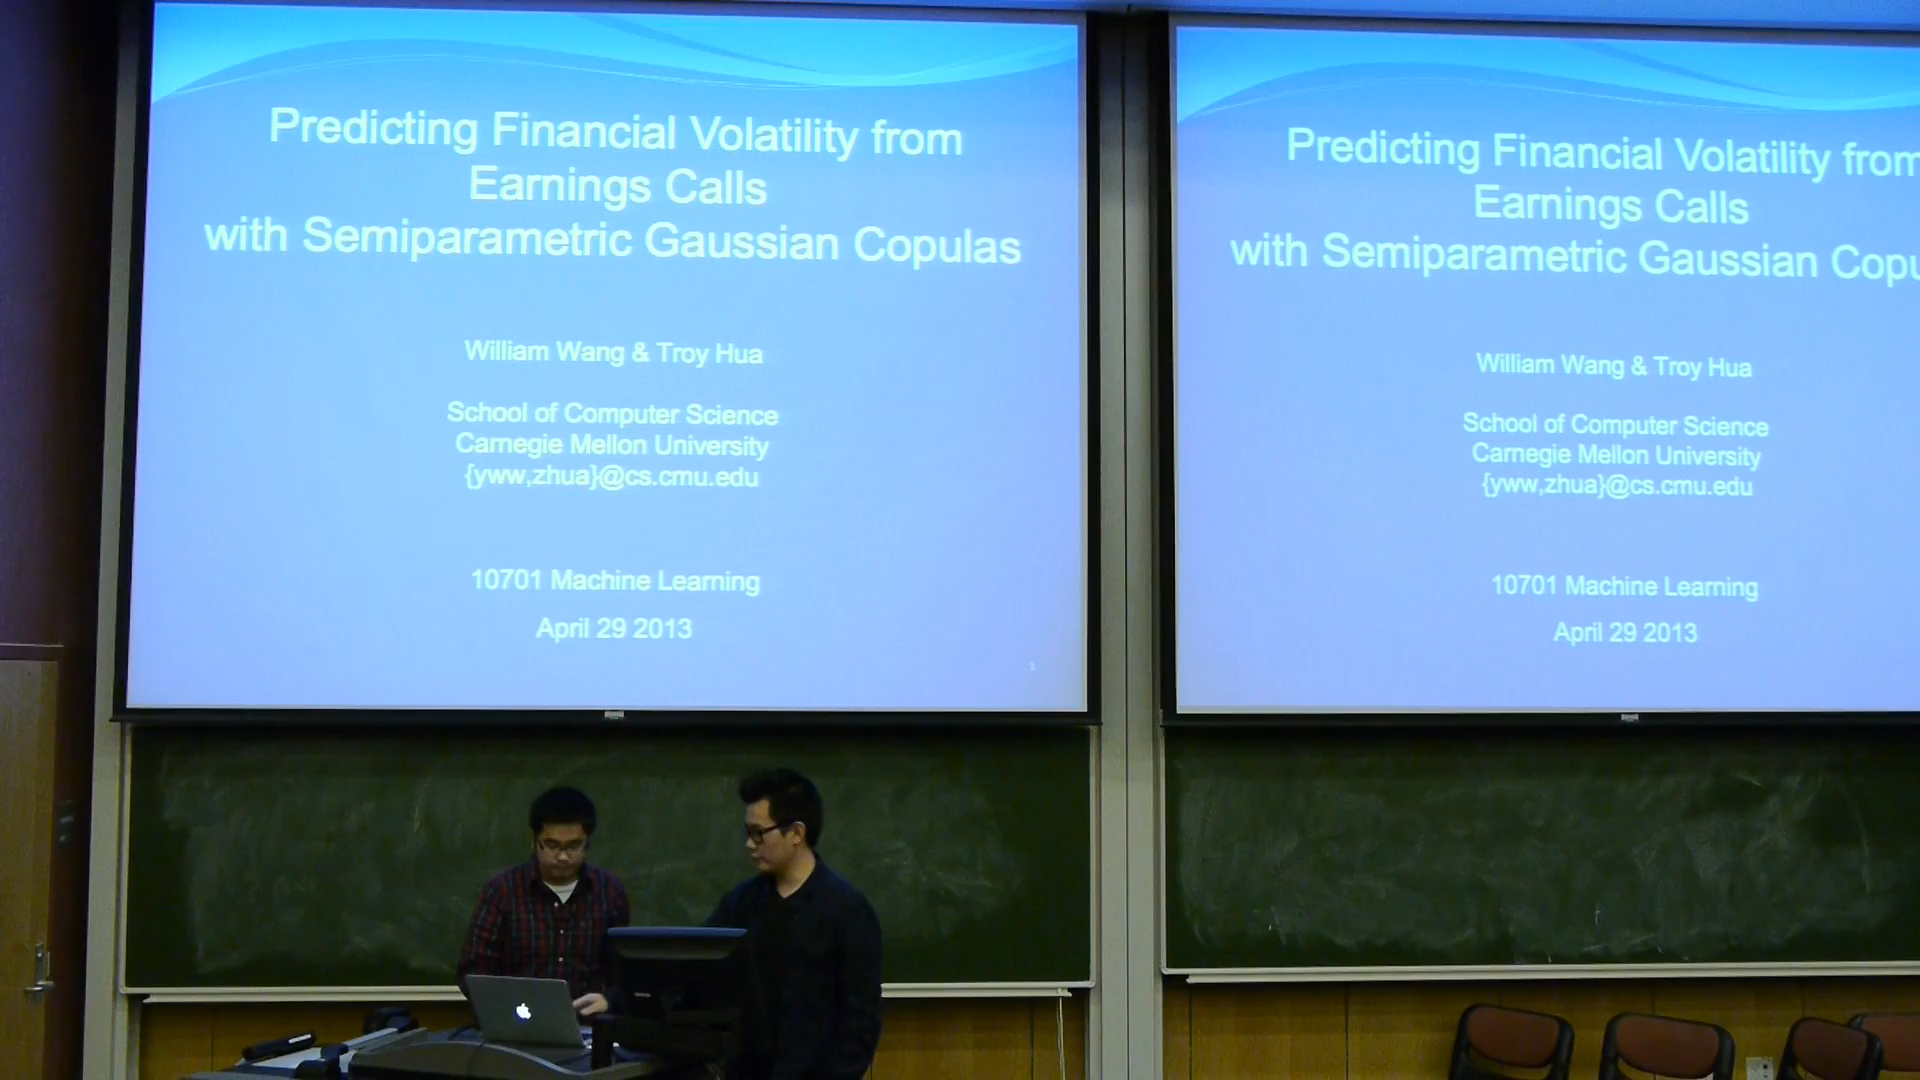 Predicting Financial Volatility from
Earnings Calls
with Semiparametric Gaussian Copulas
William Wang & Troy Hua
School of Computer Science
Carnegie Mellon University
{yww,zhua}@cs.cmu.edu
10701 Machine Learning
April 29 2013
1
Predicting Financial Volatility from
Earnings Calls
with Semiparametric Gaussian Copu
William Wang & Troy Hua
School of Computer Science
Carnegie Mellon University
{yww,zhua}@cs.cmu.edu
10701 Machine Learning
April 29 2013